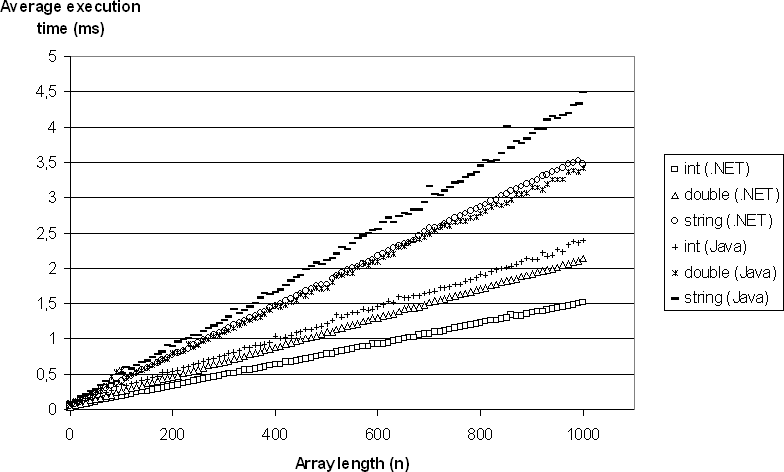 Average execution
time (ms)
5
4,5
4
3,5
3
2,5
2
1,5
1
0,5
0
0 200 400 600 800 1000
Array length (n)
int (.NET)
double (.NET)
string (.NET)
int (Java)
double (Java)
string (Java)